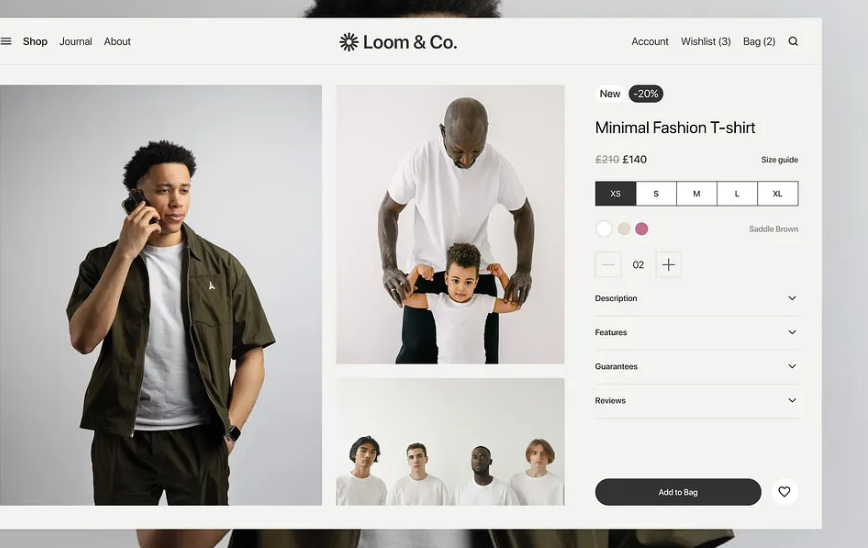 Shop Journal About
Loom & Co.
Account Wishlist (3) Bag (2)
New -20%
Minimal Fashion T-shirt
£210 £140 Size guide
XS S M L XL
Saddle Brown
02
Description
Features
Guarantees
Reviews
Add to Bag